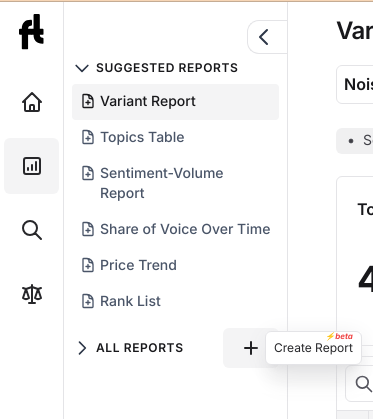 ft
Var
SUGGESTED REPORTS
Nois
Variant Report
Topics Table
S
Sentiment-Volume
Report
To
Share of Voice Over Time
Price Trend
4
Rank List
ALL REPORTS
+
⚡beta
Create Report